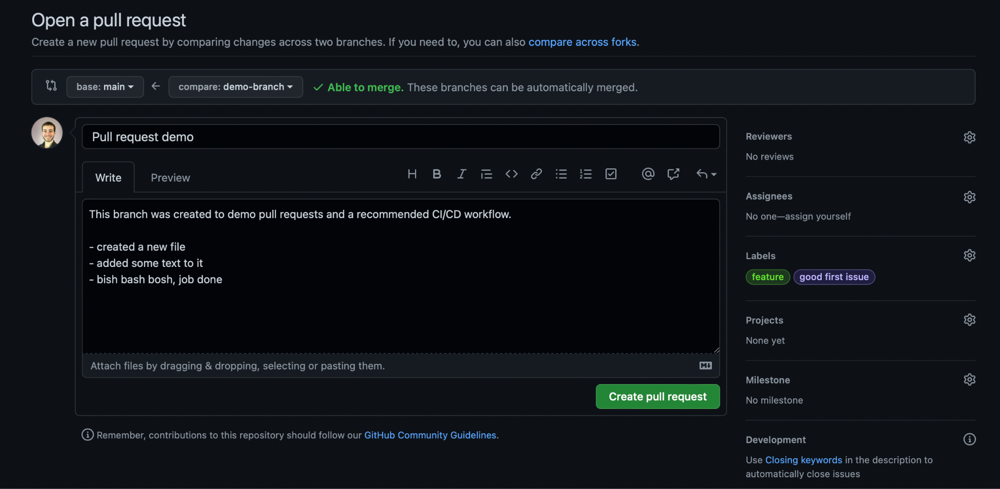 Open a pull request
Create a new pull request by comparing changes across two branches. If you need to, you can also compare across forks.
base: main
compare: demo-branch
Able to merge. These branches can be automatically merged.
Pull request demo
Write
Preview
This branch was created to demo pull requests and a recommended CI/CD workflow.
- created a new file
- added some text to it
- bish bash bosh, job done
Attach files by dragging & dropping, selecting or pasting them.
Create pull request
Remember, contributions to this repository should follow our GitHub Community Guidelines.
Reviewers
No reviews
Assignees
No one—assign yourself
Labels
feature
good first issue
Projects
None yet
Milestone
No milestone
Development
Use Closing keywords in the description to
automatically close issues